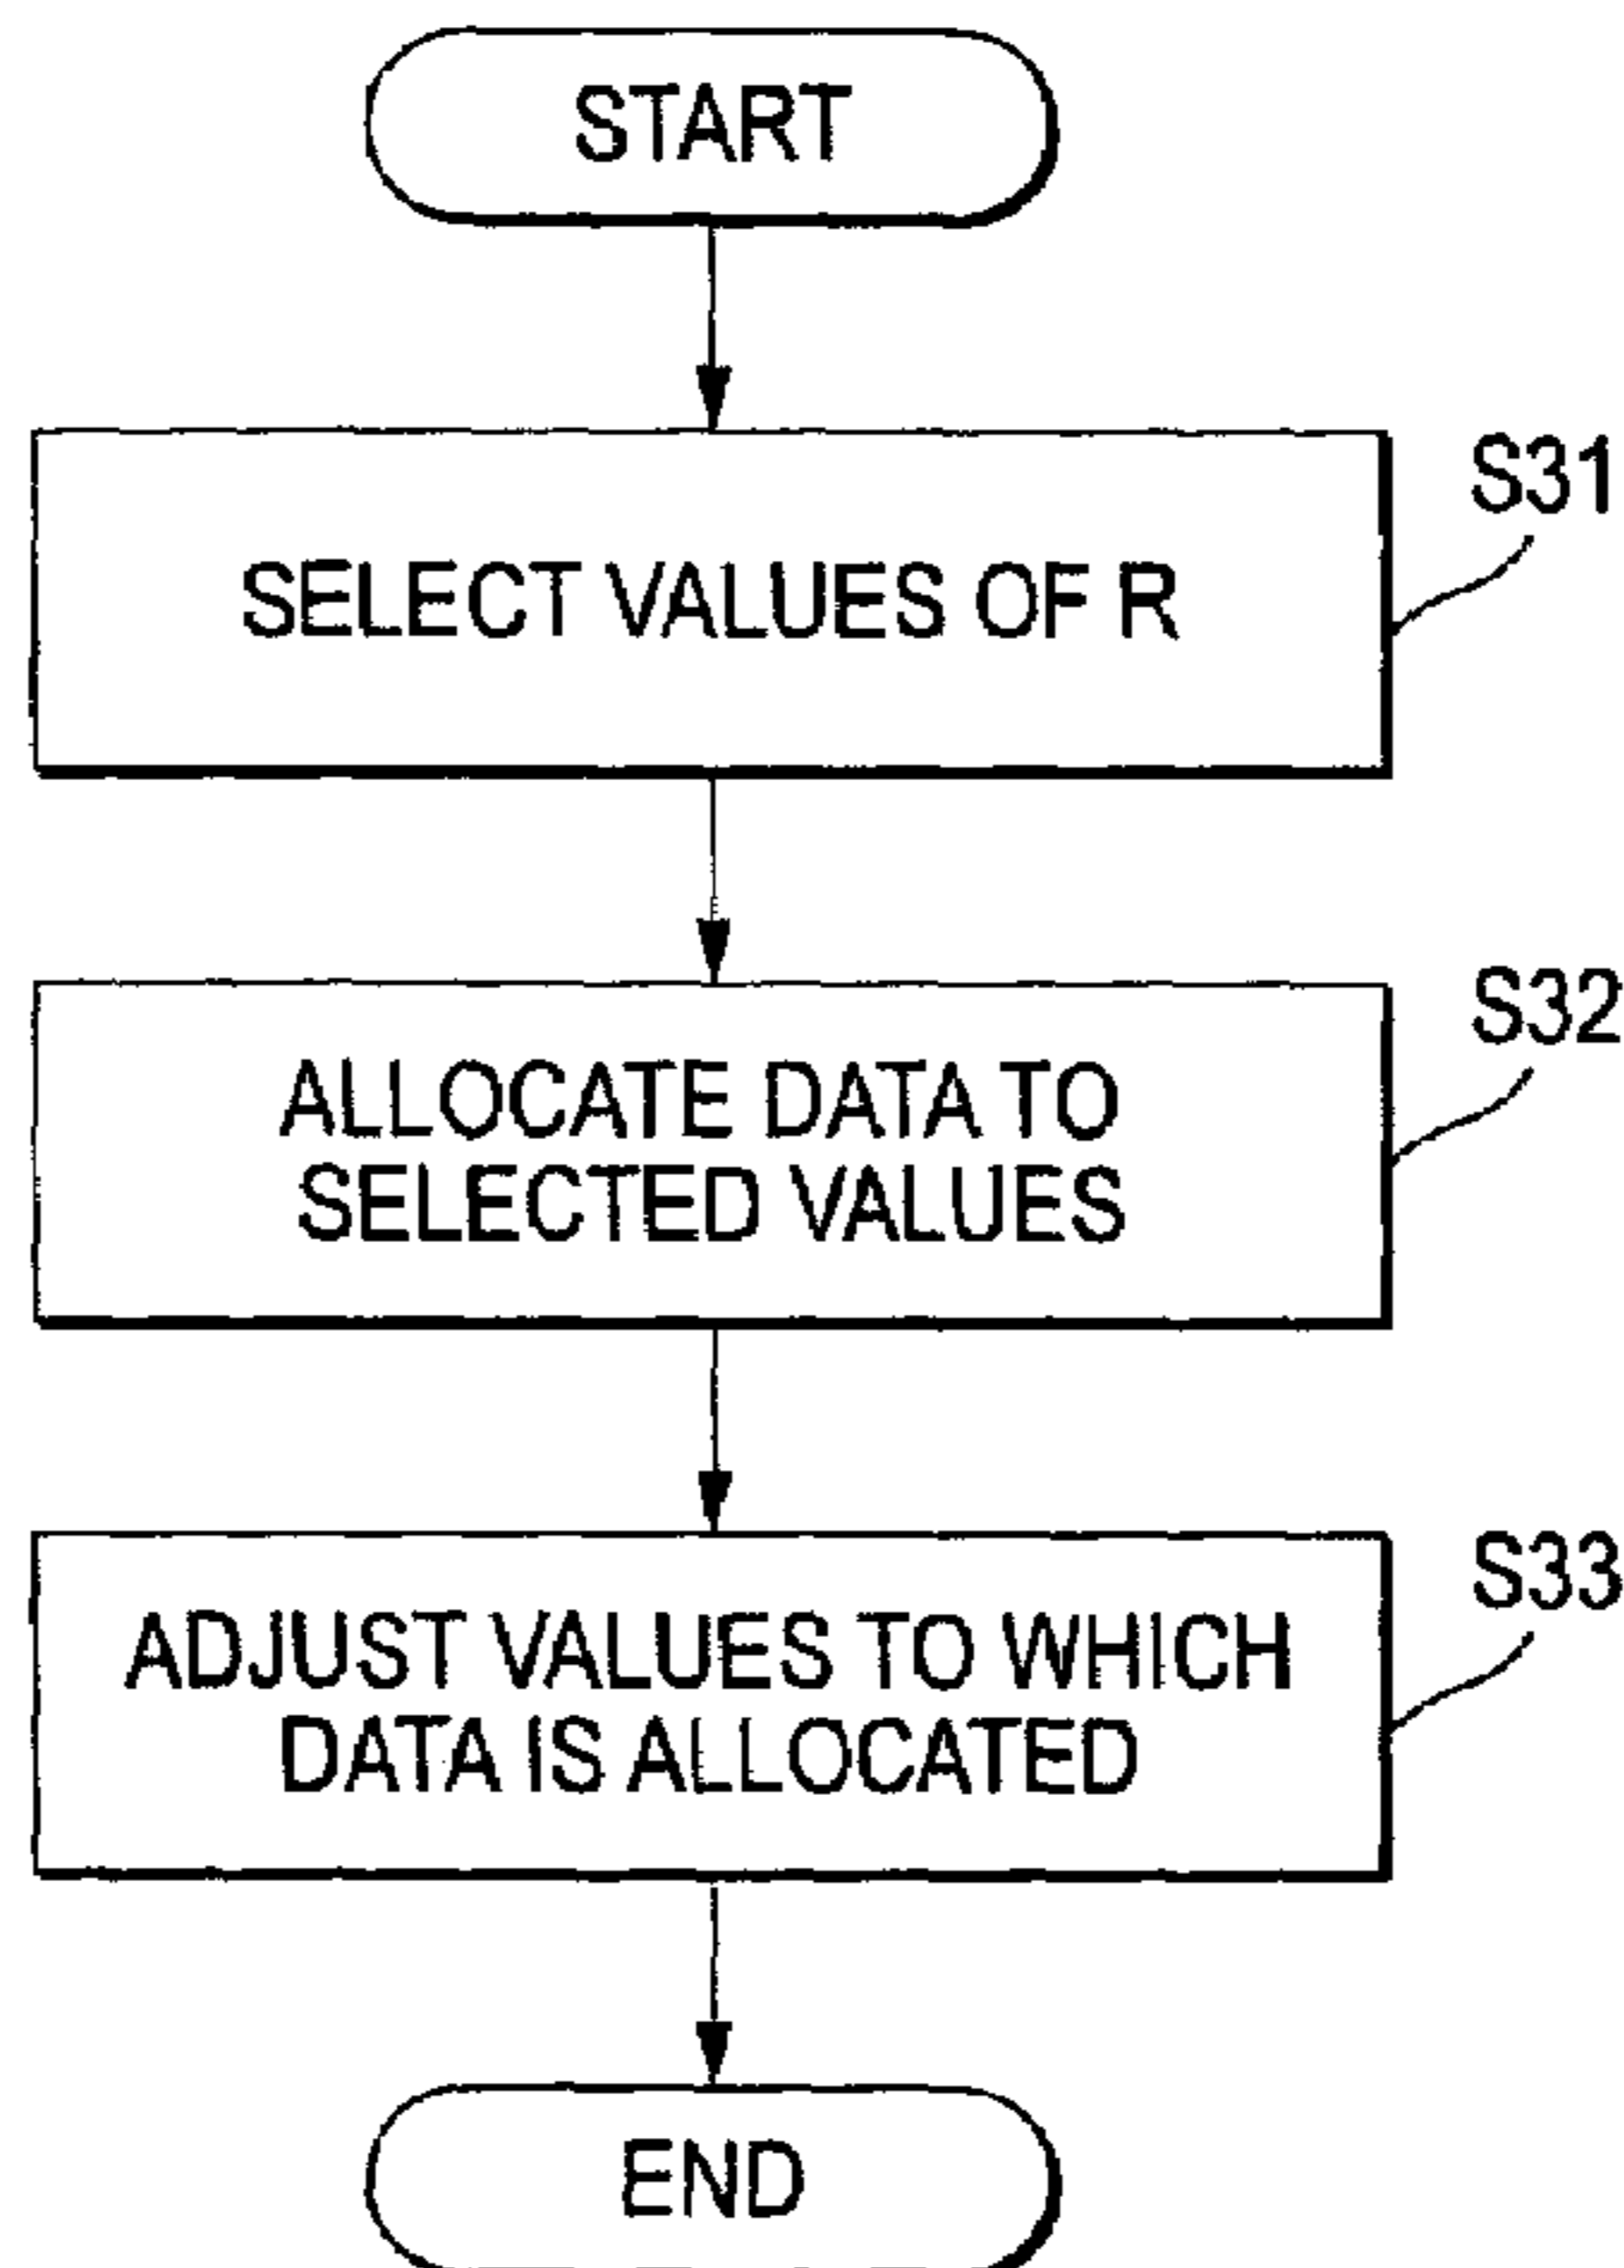 START
S31
SELECT VALUES OF R
S32
ALLOCATE DATA TO
SELECTED VALUES
S33
ADJUST VALUES TO WHICH
DATA IS ALLOCATED
END